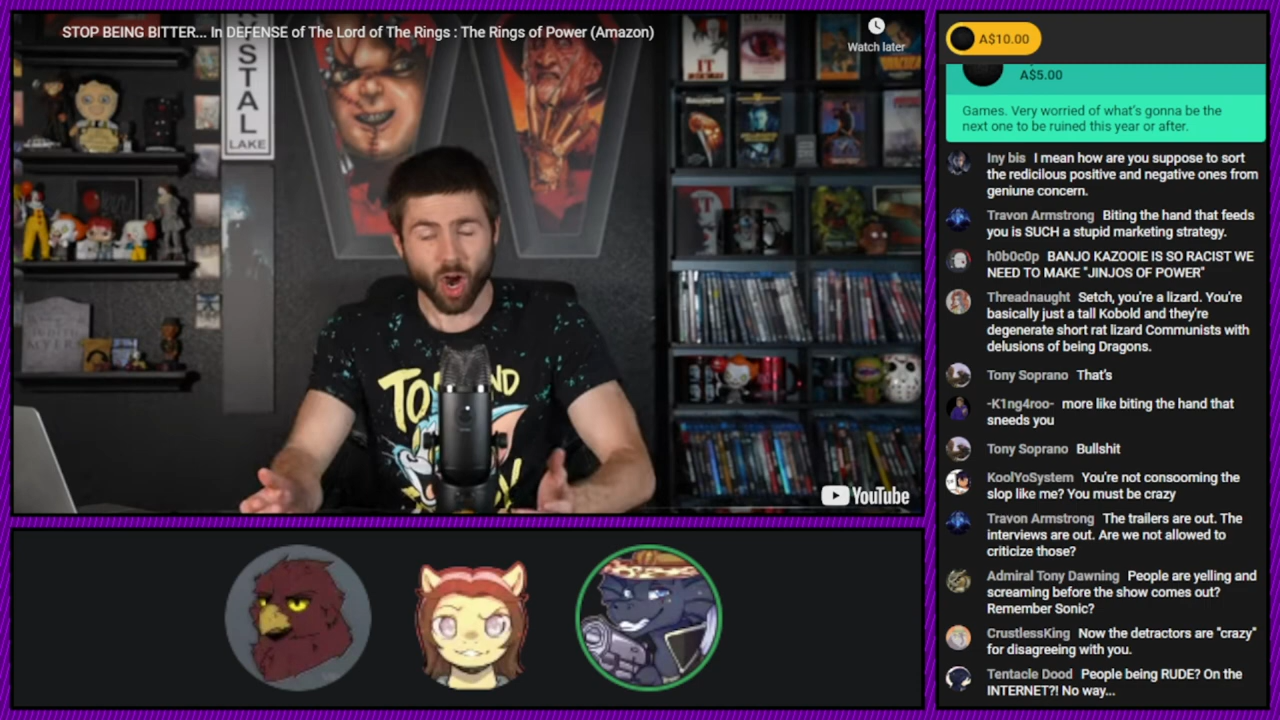 STOP BEING BITTER... In DEFENSE of The Lord of The Rings : The Rings of Power (Amazon)
Watch later
STAL
LAKE
IT
HALLOWEEN
IT
TO
ND
YouTube
A$10.00
A$5.00
Games. Very worried of what's gonna be the
next one to be ruined this year or after.
Iny bis I mean how are you suppose to sort
the redicilous positive and negative ones from
geniune concern.
Travon Armstrong Biting the hand that feeds
you is SUCH a stupid marketing strategy.
h0b0c0p BANJO KAZOOIE IS SO RACIST WE
NEED TO MAKE "JINJOS OF POWER"
Threadnaught Setch, you're a lizard. You're
basically just a tall Kobold and they're
degenerate short rat lizard Communists with
delusions of being Dragons.
Tony Soprano That's
-K1ng4roo- more like biting the hand that
sneeds you
Tony Soprano Bullshit
KoolYoSystem You're not consooming the
slop like me? You must be crazy
Travon Armstrong The trailers are out. The
interviews are out. Are we not allowed to
criticize those?
Admiral Tony Dawning People are yelling and
screaming before the show comes out?
Remember Sonic?
CrustlessKing Now the detractors are "crazy"
for disagreeing with you.
Tentacle Dood People being RUDE? On the
INTERNET?! No way...